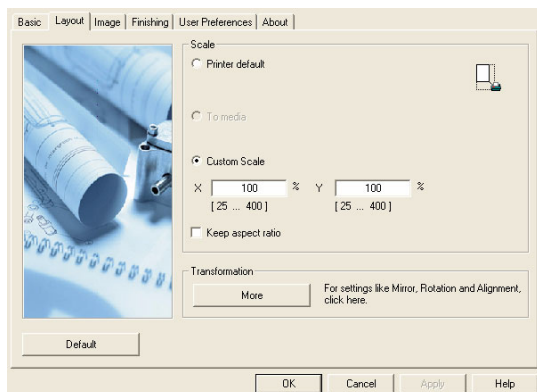 Basic Layout Image Finishing User Preferences About
Scale
Printer default
To media
Custom Scale
X 100 % Y 100 %
[ 25 ... 400 ] [ 25 ... 400 ]
Keep aspect ratio
Transformation
More
For settings like Mirror, Rotation and Alignment,
click here.
Default
OK Cancel Apply Help